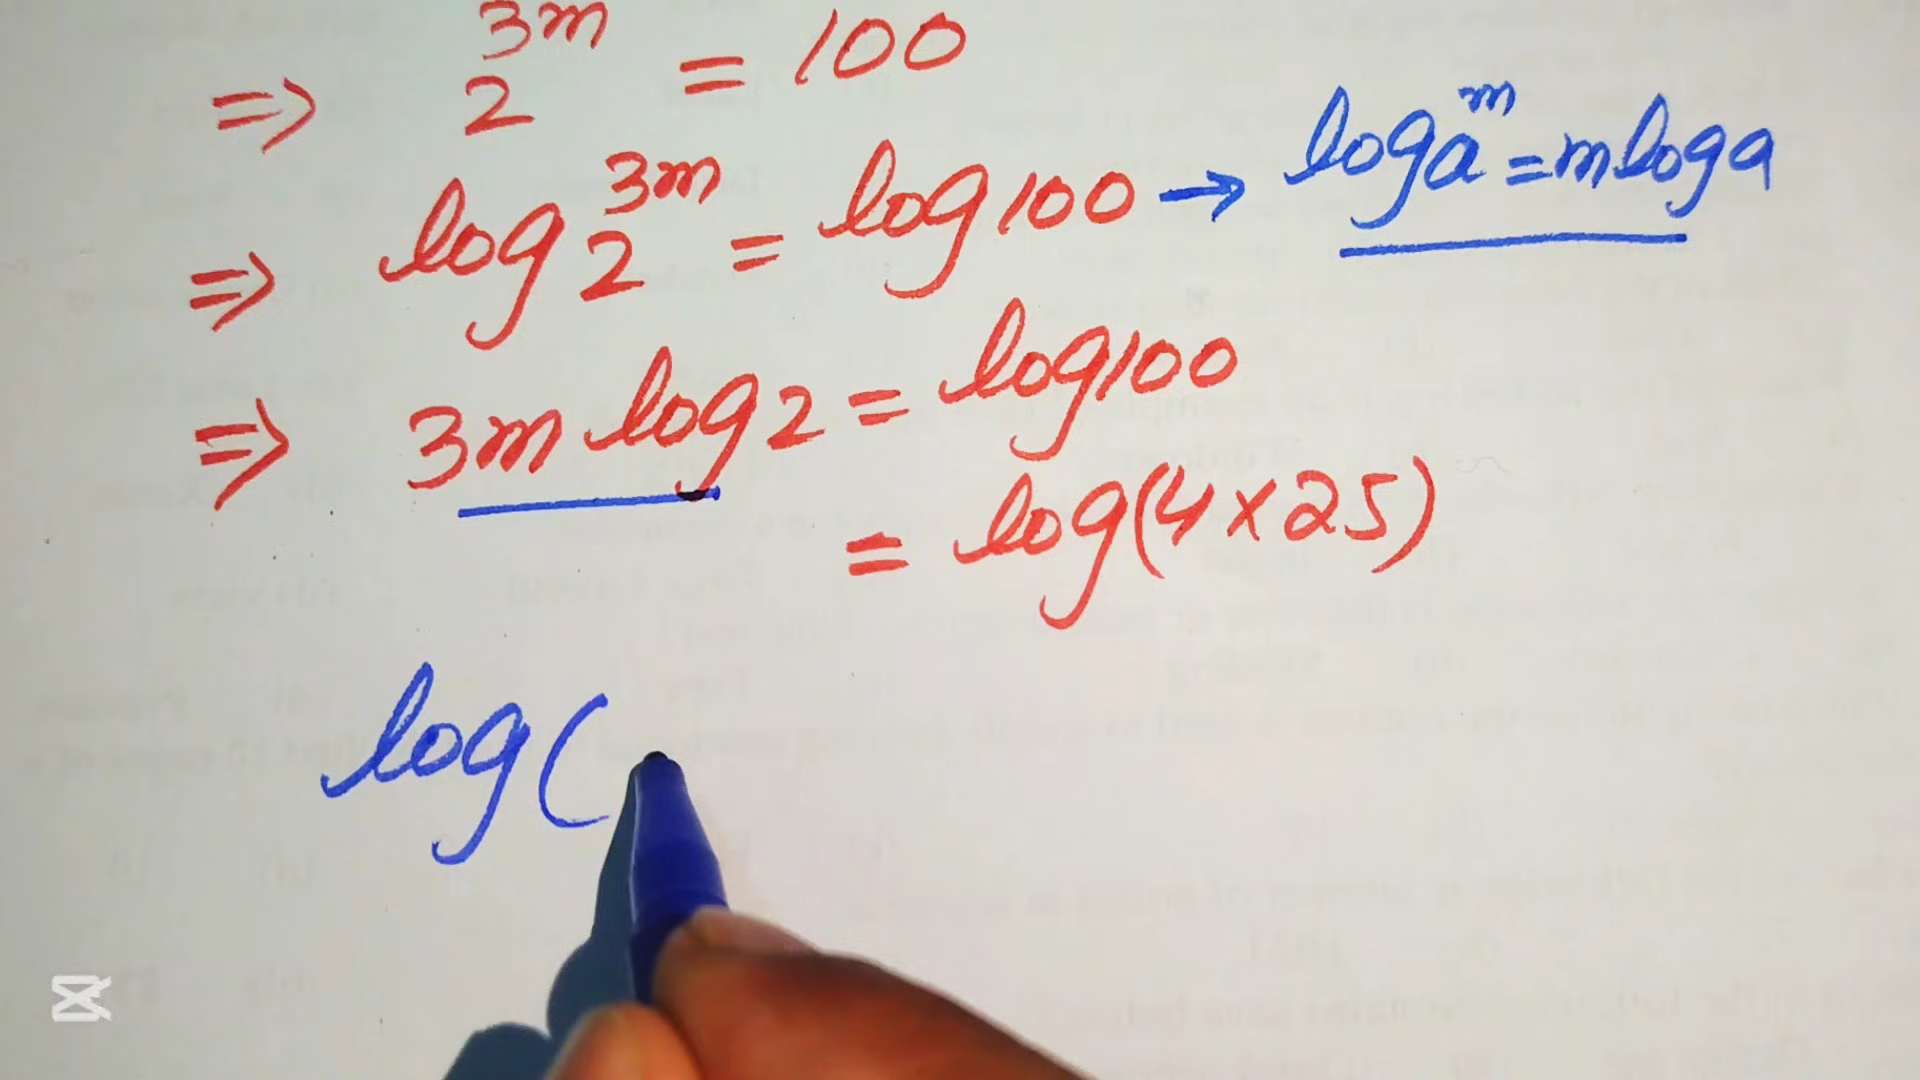 => 2^{3m} = 100
=> log 2^{3m} = log 100 → log a^m = m log a
=> 3m log 2 = log 100
= log (4 × 25)
log (